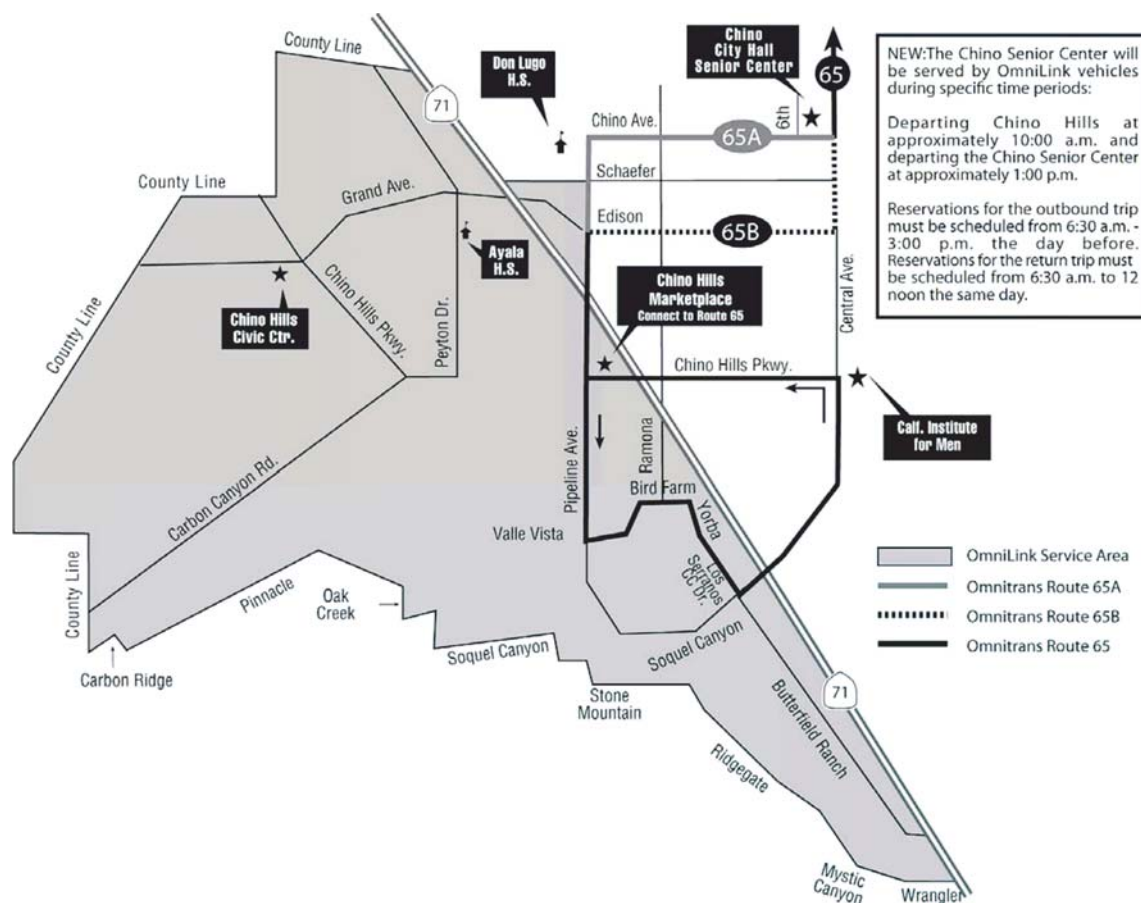 County Line
71
Don Lugo
H.S.
Chino
City Hall
Senior Center
65
6th
Chino Ave.
65A
Schaefer
County Line
Grand Ave.
Edison
65B
Ayala
H.S.
Chino Hills
Civic Ctr.
Chino Hills Pkwy.
Peyton Dr.
Chino Hills
Marketplace
Connect to Route 65
Central Ave.
County Line
Chino Hills Pkwy.
Calf. Institute
for Men
Pipeline Ave.
Ramona
Bird Farm
Yorba
Carbon Canyon Rd.
Valle Vista
Los
Serranos
CC Dr.
County Line
Pinnacle
Oak
Creek
Carbon Ridge
Soquel Canyon
Soquel Canyon
Stone
Mountain
Butterfield Ranch
71
Ridgegate
Mystic
Canyon
Wrangler
NEW:The Chino Senior Center will
be served by OmniLink vehicles
during specific time periods:
Departing Chino Hills at
approximately 10:00 a.m. and
departing the Chino Senior Center
at approximately 1:00 p.m.
Reservations for the outbound trip
must be scheduled from 6:30 a.m. -
3:00 p.m. the day before.
Reservations for the return trip must
be scheduled from 6:30 a.m. to 12
noon the same day.
OmniLink Service Area
Omnitrans Route 65A
Omnitrans Route 65B
Omnitrans Route 65